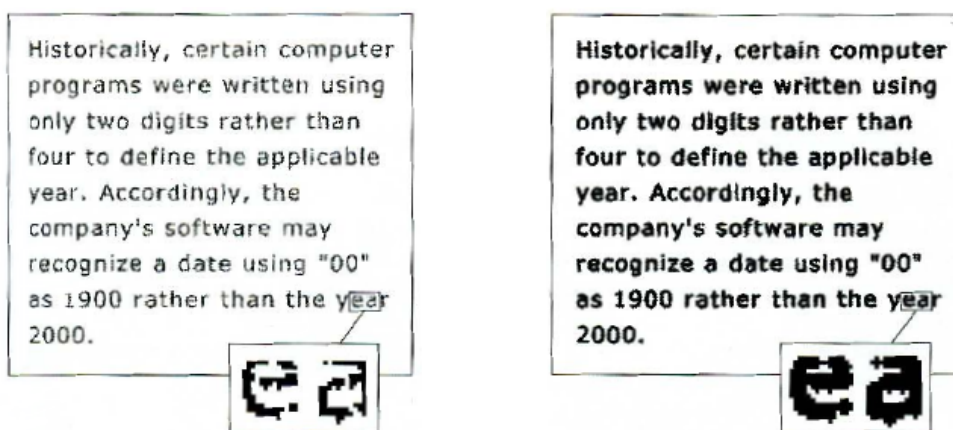 Historically, certain computer
programs were written using
only two digits rather than
four to define the applicable
year. Accordingly, the
company's software may
recognize a date using "00"
as 1900 rather than the year
2000.
ea
Historically, certain computer
programs were written using
only two digits rather than
four to define the applicable
year. Accordingly, the
company's software may
recognize a date using "00"
as 1900 rather than the year
2000.
ea